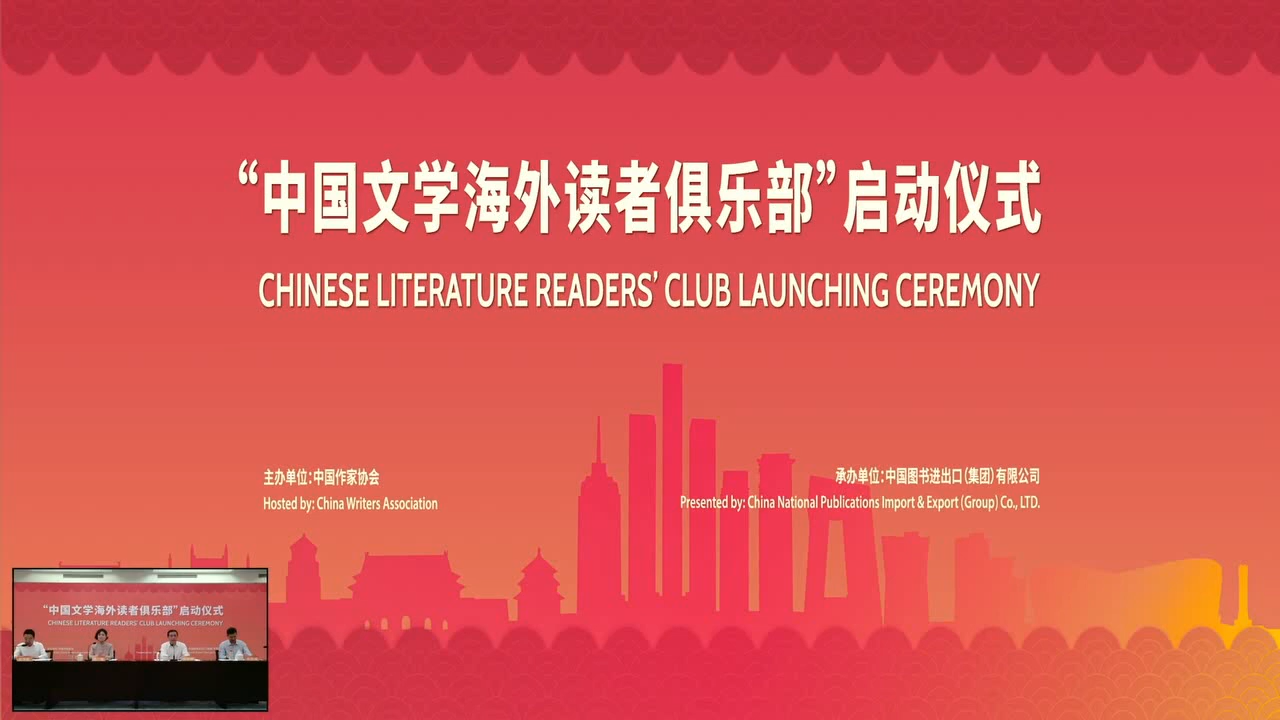 “中国文学海外读者俱乐部”启动仪式
CHINESE LITERATURE READERS’ CLUB LAUNCHING CEREMONY
主办单位:中国作家协会
Hosted by: China Writers Association
承办单位:中国图书进出口(集团)有限公司
Presented by: China National Publications Import & Export (Group) Co., LTD.
“中国文学海外读者俱乐部”启动仪式
CHINESE LITERATURE READERS’ CLUB LAUNCHING CEREMONY